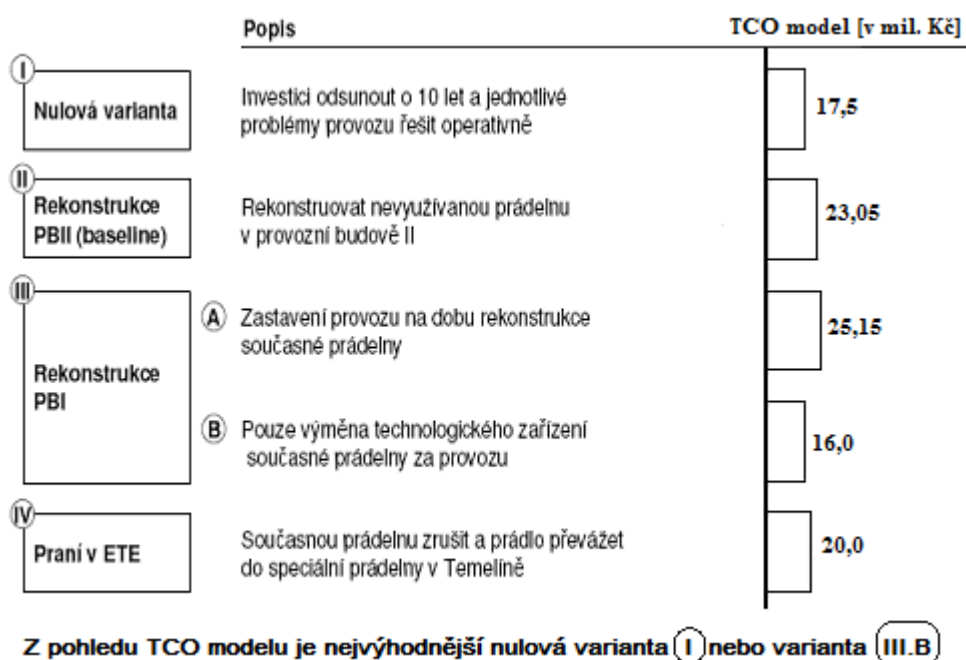 Popis
TCO model [v mil. Kč]
I
Nulová varianta
Investici odsunout o 10 let a jednotlivé
problémy provozu řešit operativně
17,5
II
Rekonstrukce
PBII (baseline)
Rekonstruovat nevyužívanou prádelnu
v provozní budově II
23,05
III
Rekonstrukce
PBI
A
Zastavení provozu na dobu rekonstrukce
současné prádelny
25,15
B
Pouze výměna technologického zařízení
současné prádelny za provozu
16,0
IV
Praní v ETE
Současnou prádelnu zrušit a prádlo převážet
do speciální prádelny v Temelíně
20,0
Z pohledu TCO modelu je nejvýhodnější nulová varianta I nebo varianta III.B